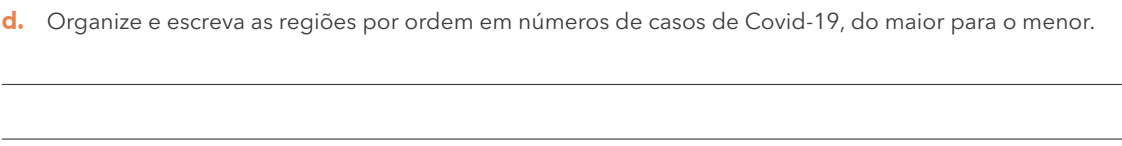 d. Organize e escreva as regiões por ordem em números de casos de Covid-19, do maior para o menor.